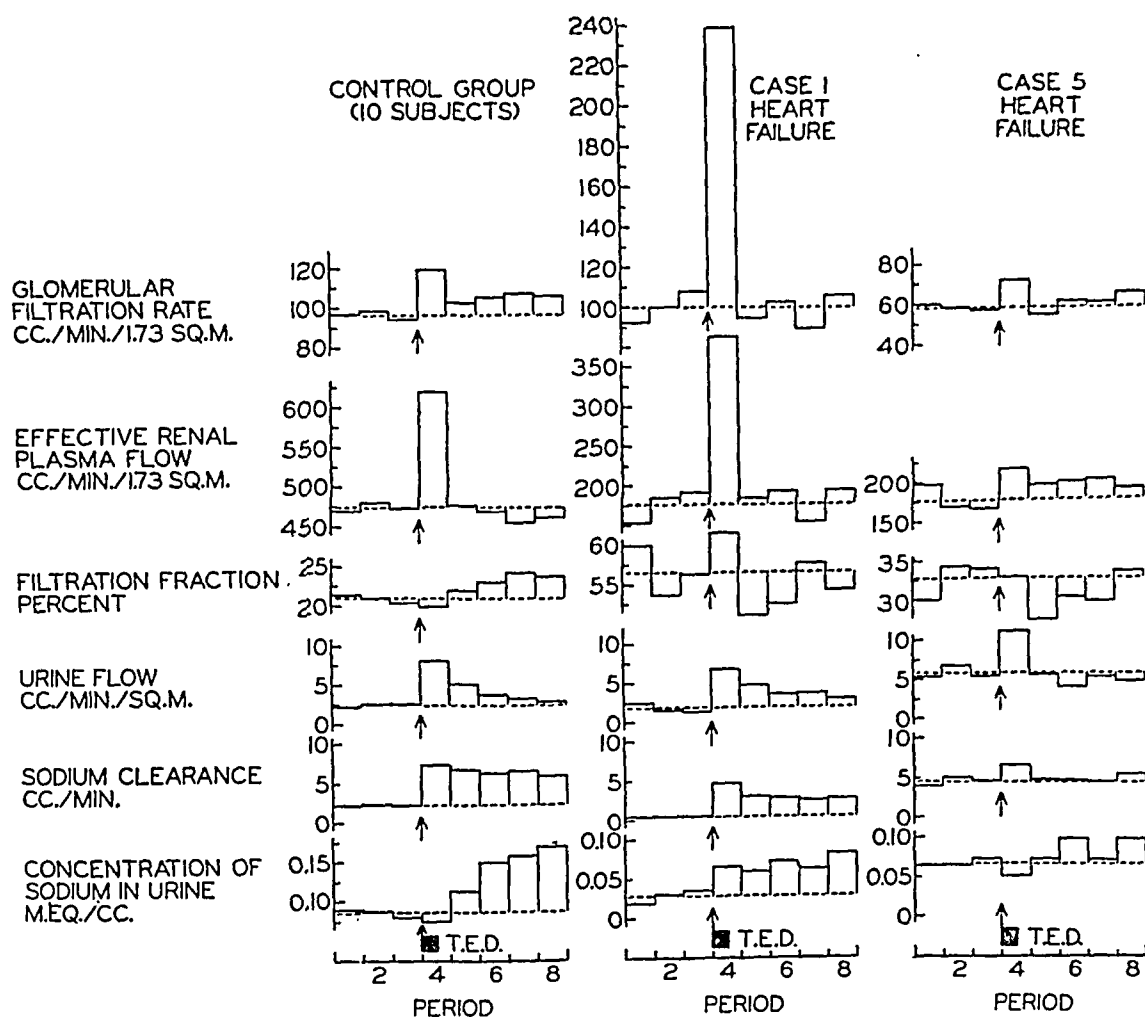 CONTROL GROUP
(10 SUBJECTS)
CASE 1
HEART
FAILURE
CASE 5
HEART
FAILURE
240
220
200
180
160
140
120
100
80
GLOMERULAR
FILTRATION RATE
CC./MIN./1.73 SQ.M.
120
100
80
80
60
40
EFFECTIVE RENAL
PLASMA FLOW
CC./MIN./1.73 SQ.M.
600
550
500
450
350
300
250
200
200
150
FILTRATION FRACTION
PERCENT
25
20
60
55
35
30
URINE FLOW
CC./MIN./SQ.M.
10
5
0
10
5
0
10
5
0
SODIUM CLEARANCE
CC./MIN.
10
5
0
10
5
0
10
5
0
CONCENTRATION OF
SODIUM IN URINE
M.EQ./CC.
0.15
0.10
0.10
0.05
0
0.10
0.05
0
T.E.D.
T.E.D.
T.E.D.
2 4 6 8
2 4 6 8
2 4 6 8
PERIOD
PERIOD
PERIOD